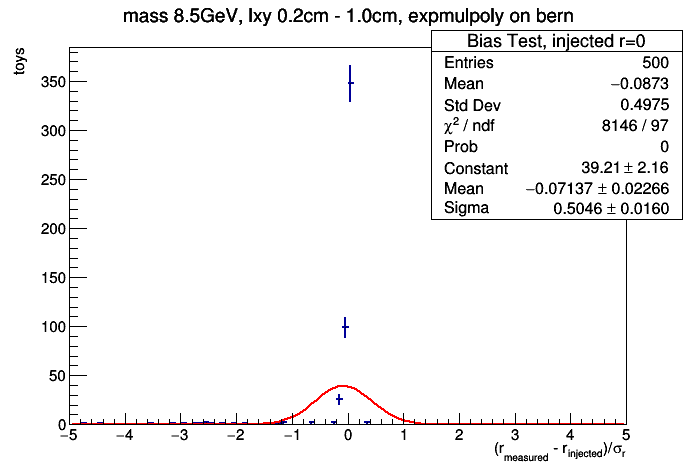 mass 8.5GeV, lxy 0.2cm - 1.0cm, expmulpoly on bern
Bias Test, injected r=0
Entries 500
Mean −0.0873
Std Dev 0.4975
χ² / ndf 8146 / 97
Prob 0
Constant 39.21 ± 2.16
Mean −0.07137 ± 0.02266
Sigma 0.5046 ± 0.0160
toys
350
300
250
200
150
100
50
0
−5 −4 −3 −2 −1 0 1 2 3 4 5
(r_measured - r_injected)/σ_r